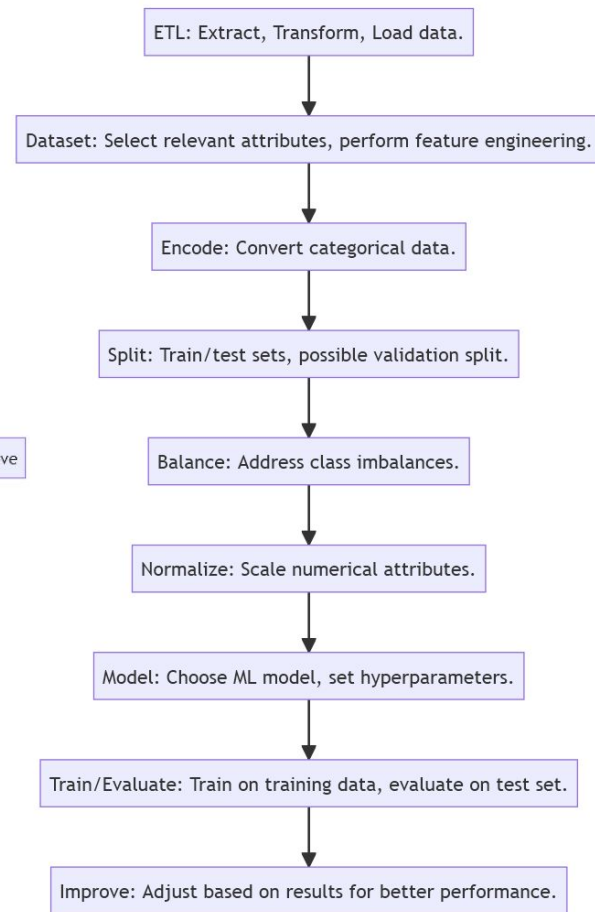 ETL: Extract, Transform, Load data.
Dataset: Select relevant attributes, perform feature engineering.
Encode: Convert categorical data.
Split: Train/test sets, possible validation split.
ve
Balance: Address class imbalances.
Normalize: Scale numerical attributes.
Model: Choose ML model, set hyperparameters.
Train/Evaluate: Train on training data, evaluate on test set.
Improve: Adjust based on results for better performance.